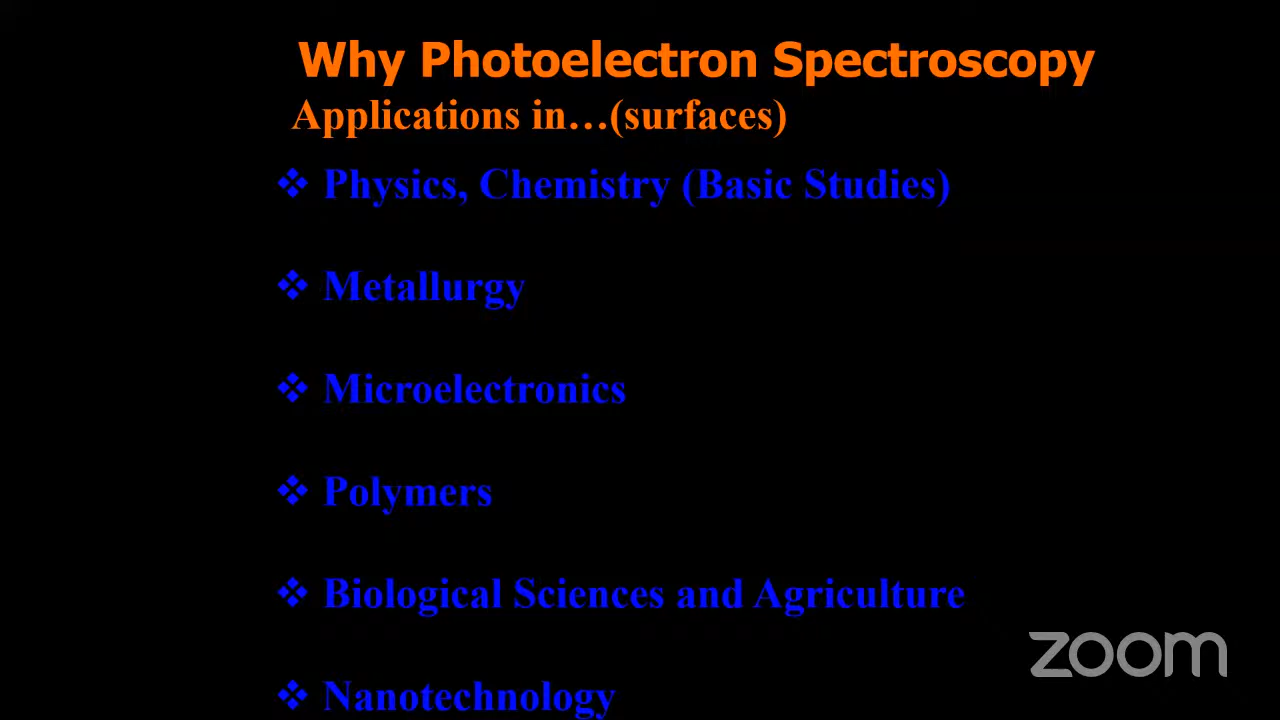 Why Photoelectron Spectroscopy
Applications in…(surfaces)
❖ Physics, Chemistry (Basic Studies)
❖ Metallurgy
❖ Microelectronics
❖ Polymers
❖ Biological Sciences and Agriculture
zoom
❖ Nanotechnology